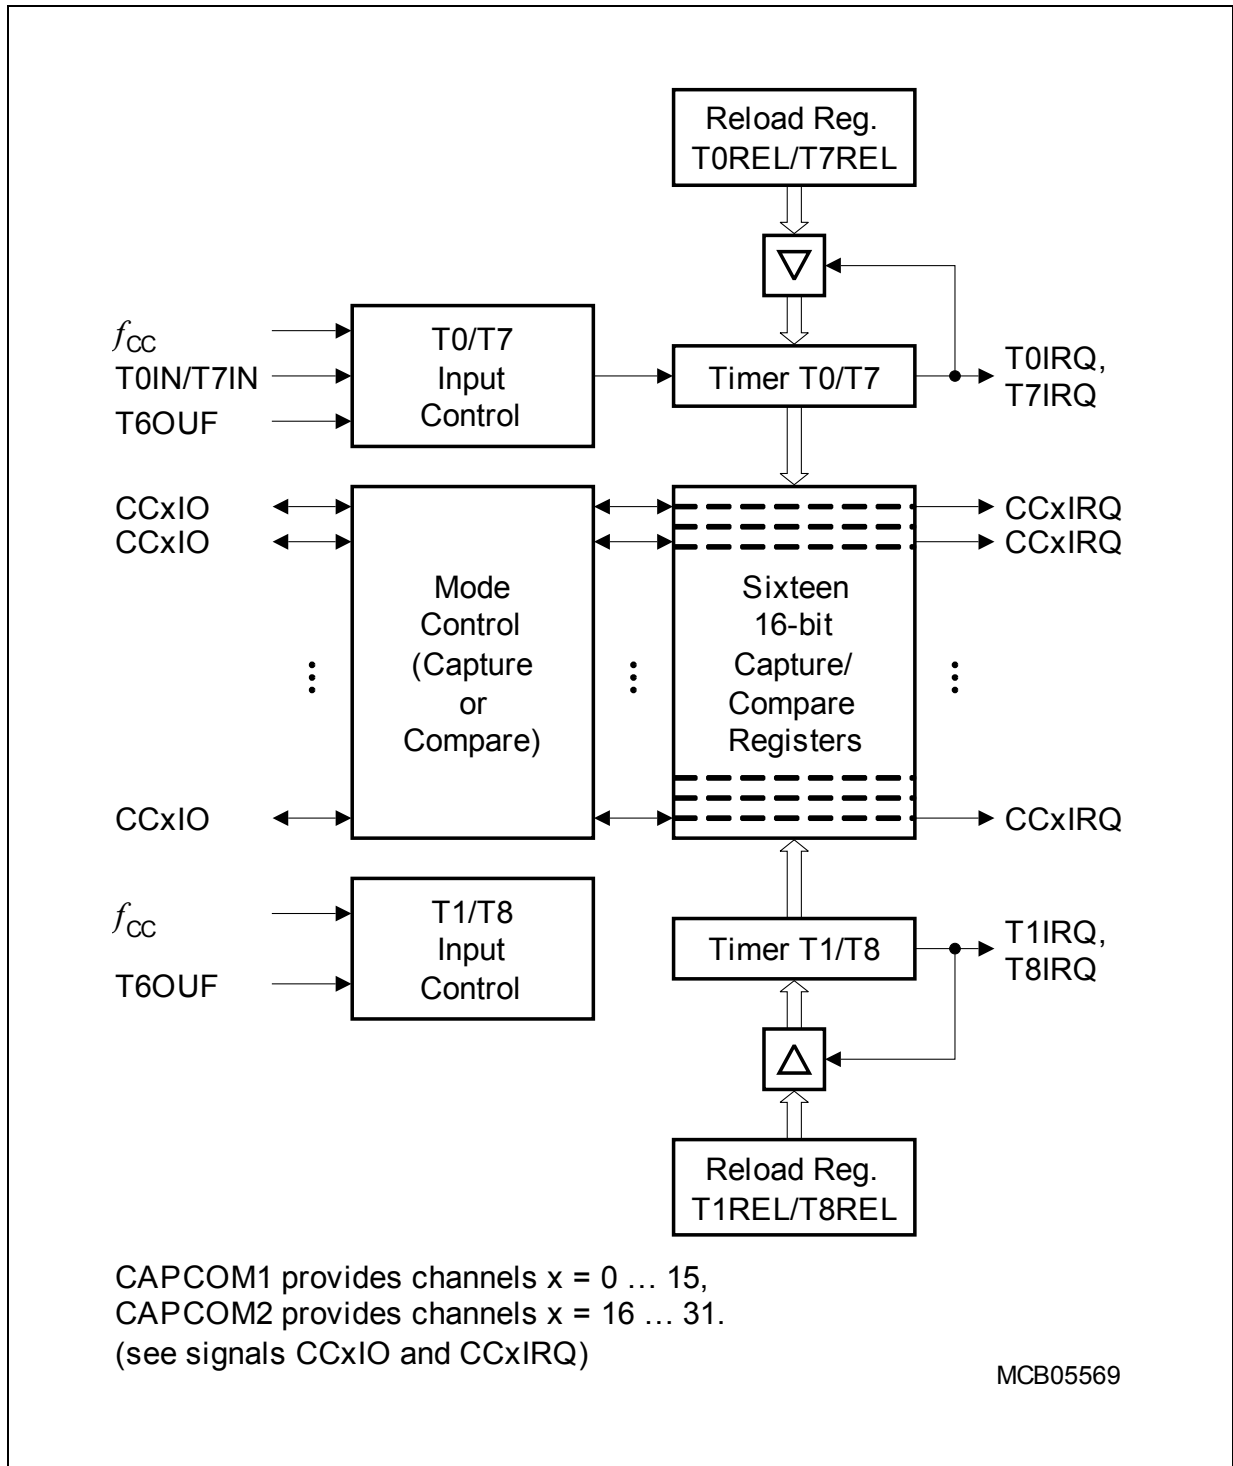 Reload Reg.
T0REL/T7REL
fCC
T0IN/T7IN
T6OUF
T0/T7
Input
Control
Timer T0/T7
T0IRQ,
T7IRQ
CCxIO
CCxIO
CCxIO
Mode
Control
(Capture
or
Compare)
Sixteen
16-bit
Capture/
Compare
Registers
CCxIRQ
CCxIRQ
CCxIRQ
fCC
T6OUF
T1/T8
Input
Control
Timer T1/T8
T1IRQ,
T8IRQ
Reload Reg.
T1REL/T8REL
CAPCOM1 provides channels x = 0 … 15,
CAPCOM2 provides channels x = 16 … 31.
(see signals CCxIO and CCxIRQ)
MCB05569